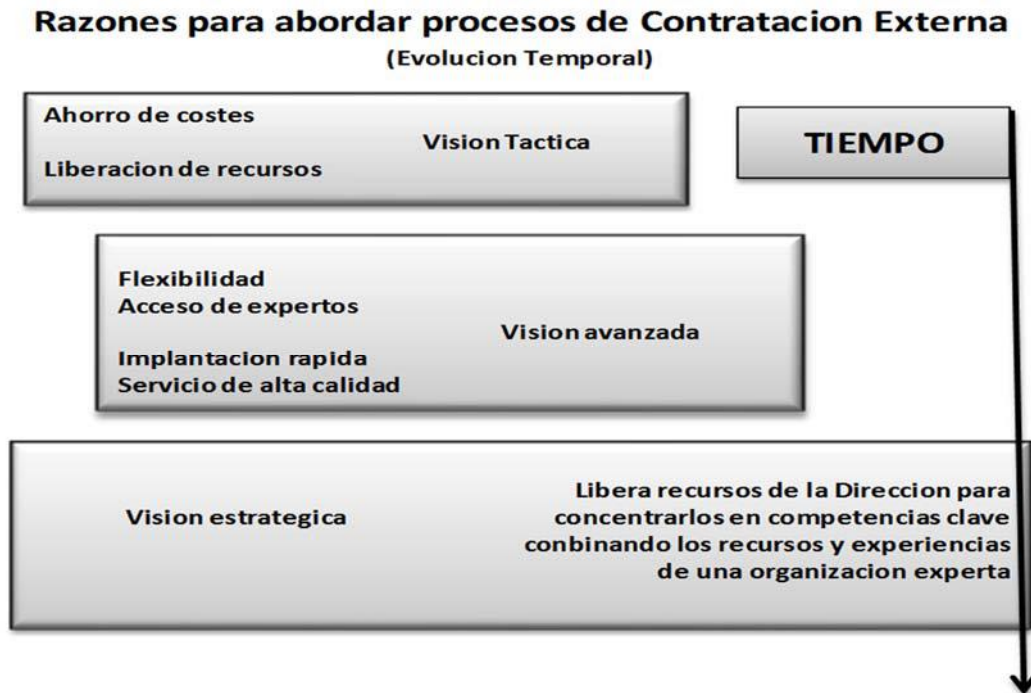 Razones para abordar procesos de Contratacion Externa
(Evolucion Temporal)
Ahorro de costes
Vision Tactica
Liberacion de recursos
TIEMPO
Flexibilidad
Acceso de expertos
Vision avanzada
Implantacion rapida
Servicio de alta calidad
Vision estrategica
Libera recursos de la Direccion para
concentrarlos en competencias clave
conbinando los recursos y experiencias
de una organizacion experta